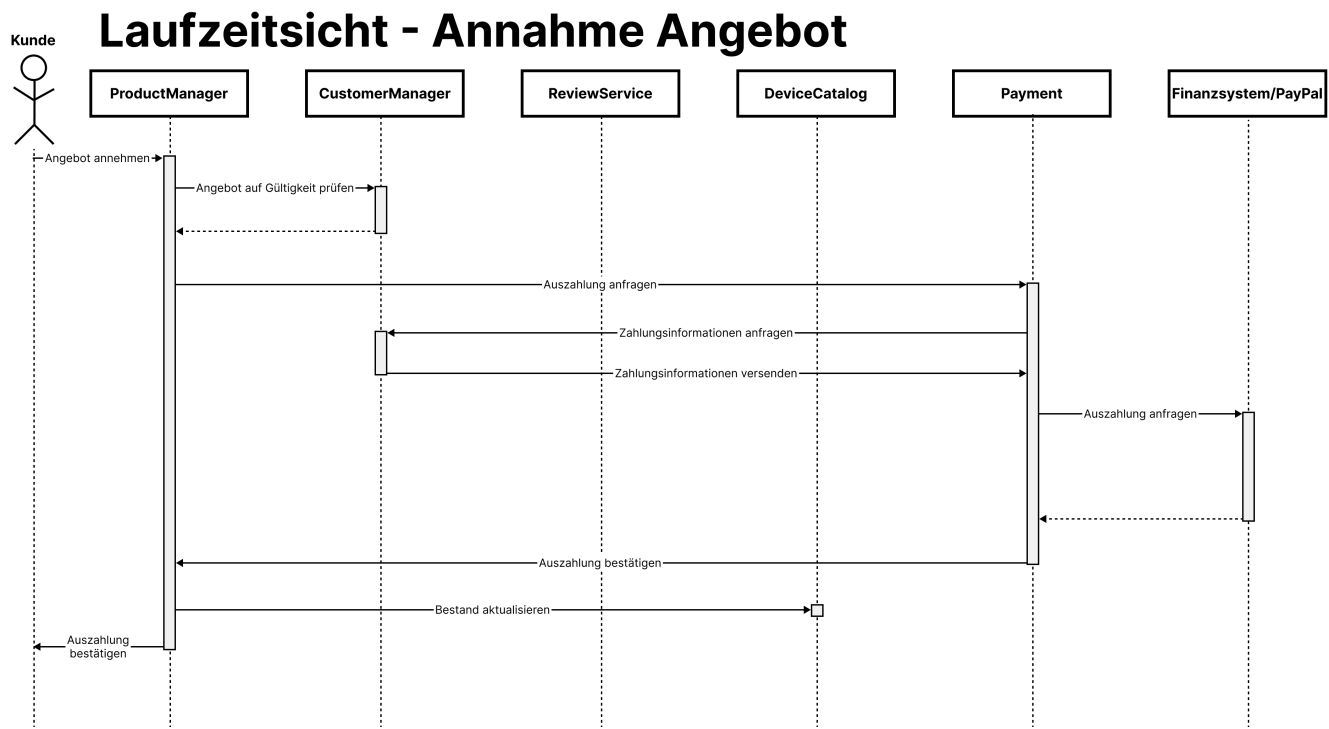 Laufzeitsicht - Annahme Angebot
Kunde
ProductManager
CustomerManager
ReviewService
DeviceCatalog
Payment
Finanzsystem/PayPal
Angebot annehmen
Angebot auf Gültigkeit prüfen
Auszahlung anfragen
Zahlungsinformationen anfragen
Zahlungsinformationen versenden
Auszahlung anfragen
Auszahlung bestätigen
Bestand aktualisieren
Auszahlung
bestätigen